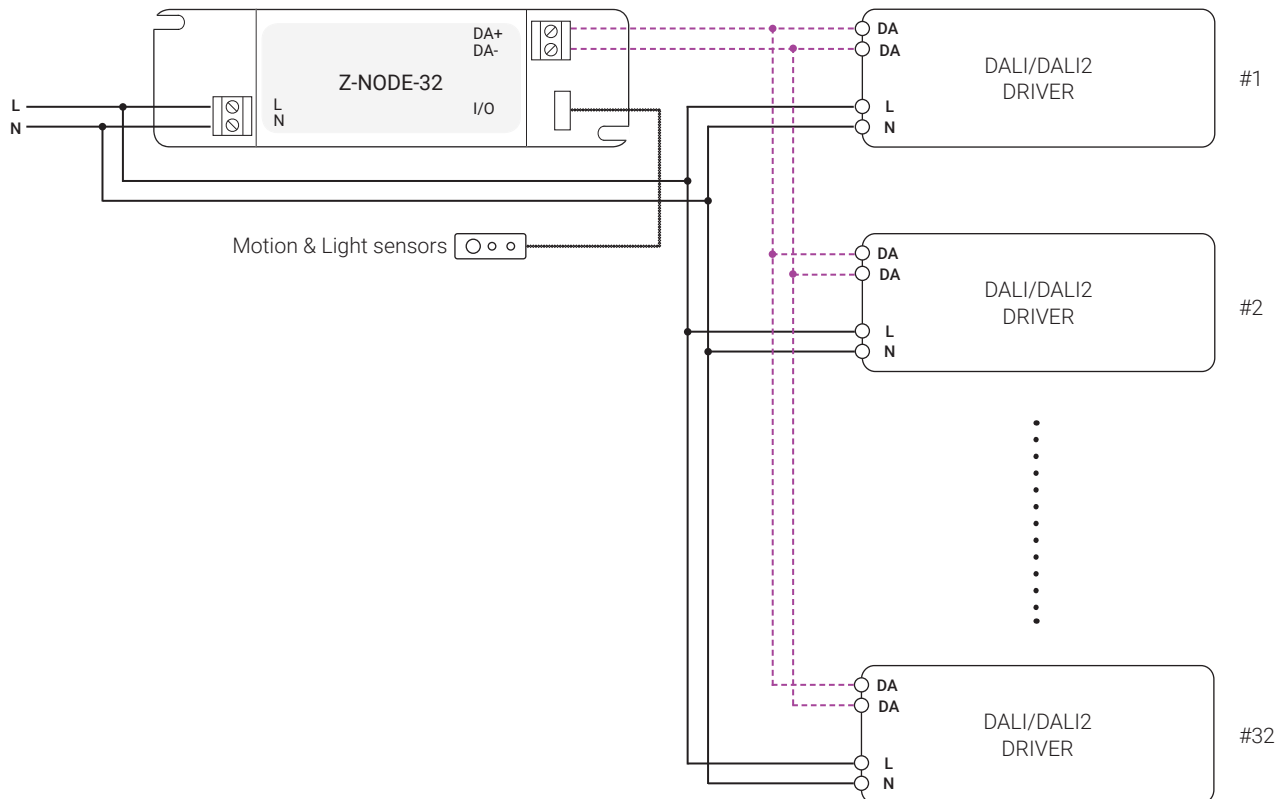 DA+
DA-
Z-NODE-32
L
N
I/O
L
N
Motion & Light sensors
DA
DA
DALI/DALI2
DRIVER
L
N
#1
DA
DA
DALI/DALI2
DRIVER
L
N
#2
DA
DA
DALI/DALI2
DRIVER
L
N
#32